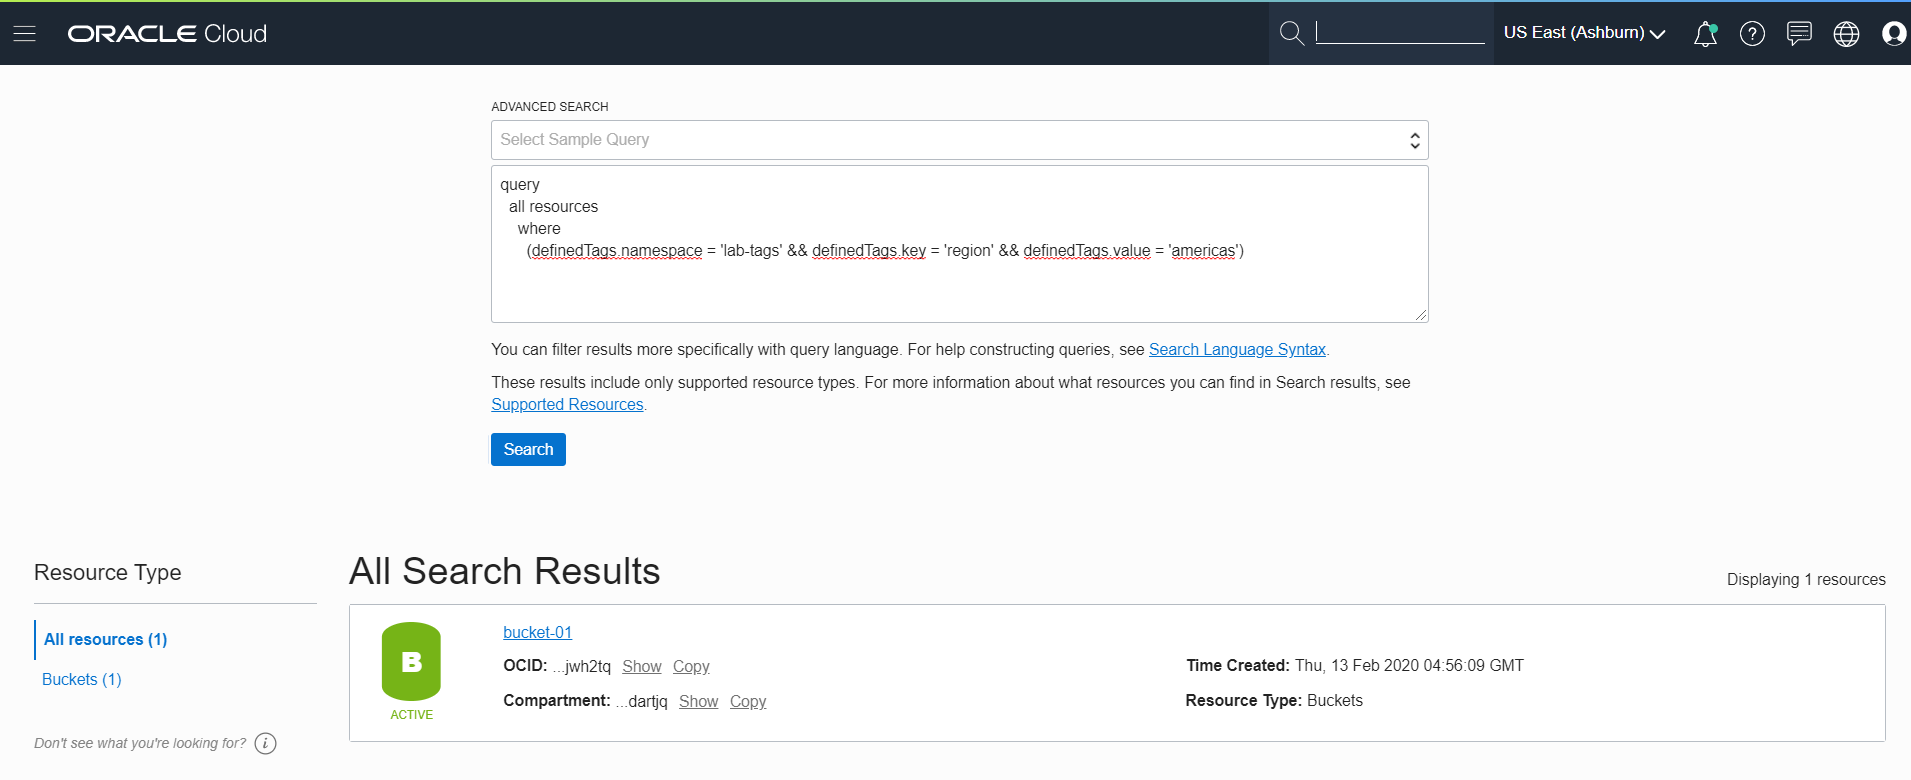 ORACLE Cloud
US East (Ashburn)
ADVANCED SEARCH
Select Sample Query
query
all resources
where
(definedTags.namespace = 'lab-tags' && definedTags.key = 'region' && definedTags.value = 'americas')
You can filter results more specifically with query language. For help constructing queries, see Search Language Syntax.
These results include only supported resource types. For more information about what resources you can find in Search results, see
Supported Resources.
Search
Resource Type
All resources (1)
Buckets (1)
Don't see what you're looking for? i
All Search Results
Displaying 1 resources
B
ACTIVE
bucket-01
OCID: ...jwh2tq Show Copy
Compartment: ...dartjq Show Copy
Time Created: Thu, 13 Feb 2020 04:56:09 GMT
Resource Type: Buckets